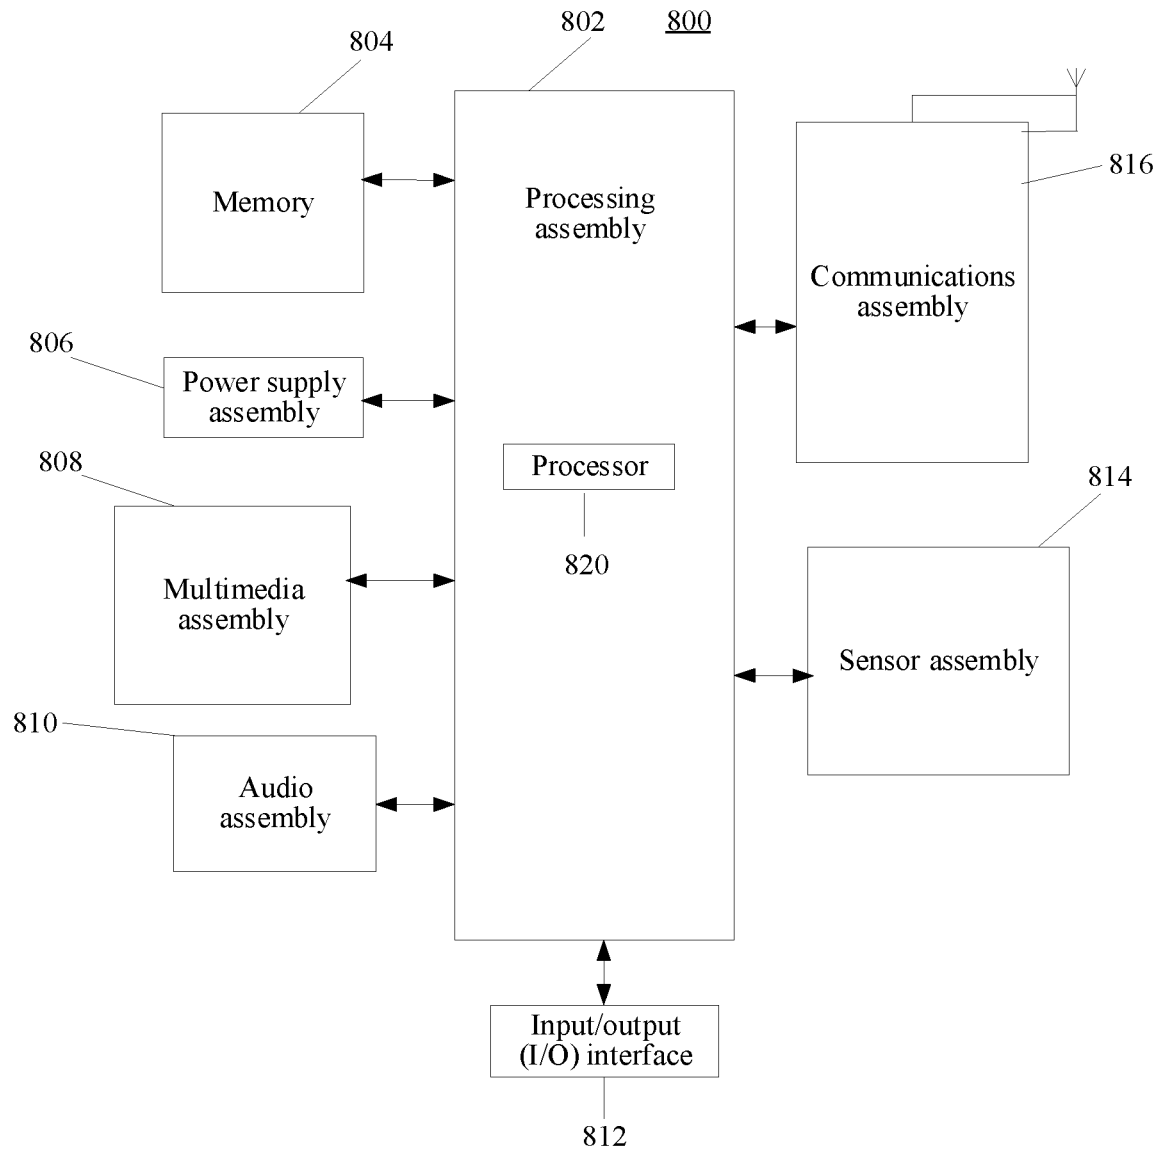 802
800
804
816
Memory
Processing
assembly
Communications
assembly
806
Power supply
assembly
808
Processor
814
820
Multimedia
assembly
Sensor assembly
810
Audio
assembly
Input/output
(I/O) interface
812